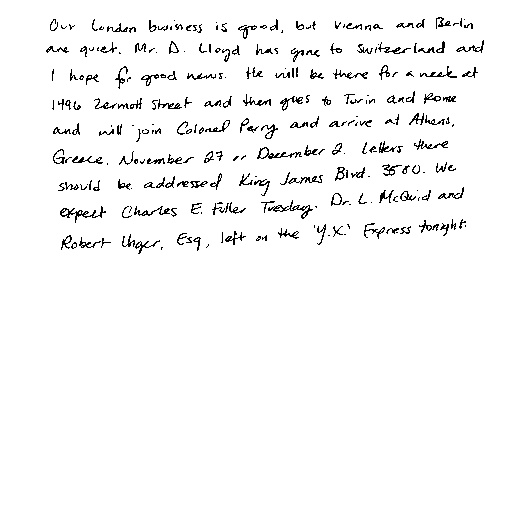 Our London business is good, but Vienna and Berlin
are quiet. Mr. D. Lloyd has gone to Switzerland and
I hope for good news. He will be there for a week at
1496 Zermott Street and then goes to Turin and Rome
and will join Colonel Parry and arrive at Athens,
Greece, November 27 or December 2. Letters there
should be addressed King James Blvd. 3580. We
expect Charles E. Fuller Tuesday. Dr. L. McQuid and
Robert Unger, Esq., left on the 'Y.X.' Express tonight.